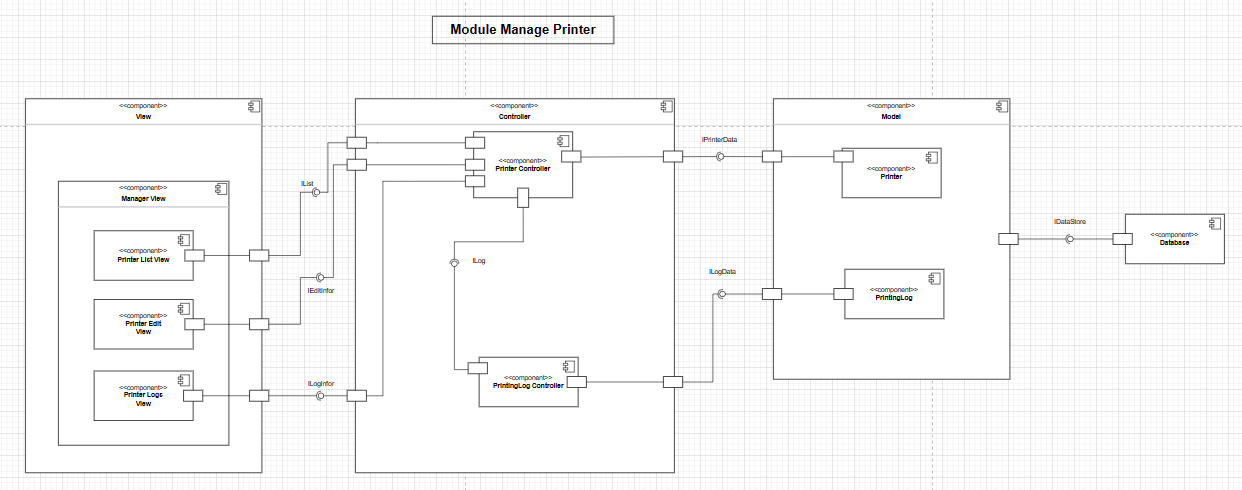 Module Manage Printer
<<component>>
View
<<component>>
Manager View
<<component>>
Printer List View
<<component>>
Printer Edit
View
<<component>>
Printer Logs
View
IList
IEditInfor
ILogInfor
<<component>>
Controller
<<component>>
Printer Controller
ILog
<<component>>
PrintingLog Controller
IPrinterData
ILogData
<<component>>
Model
<<component>>
Printer
<<component>>
PrintingLog
IDataStore
<<component>>
Database